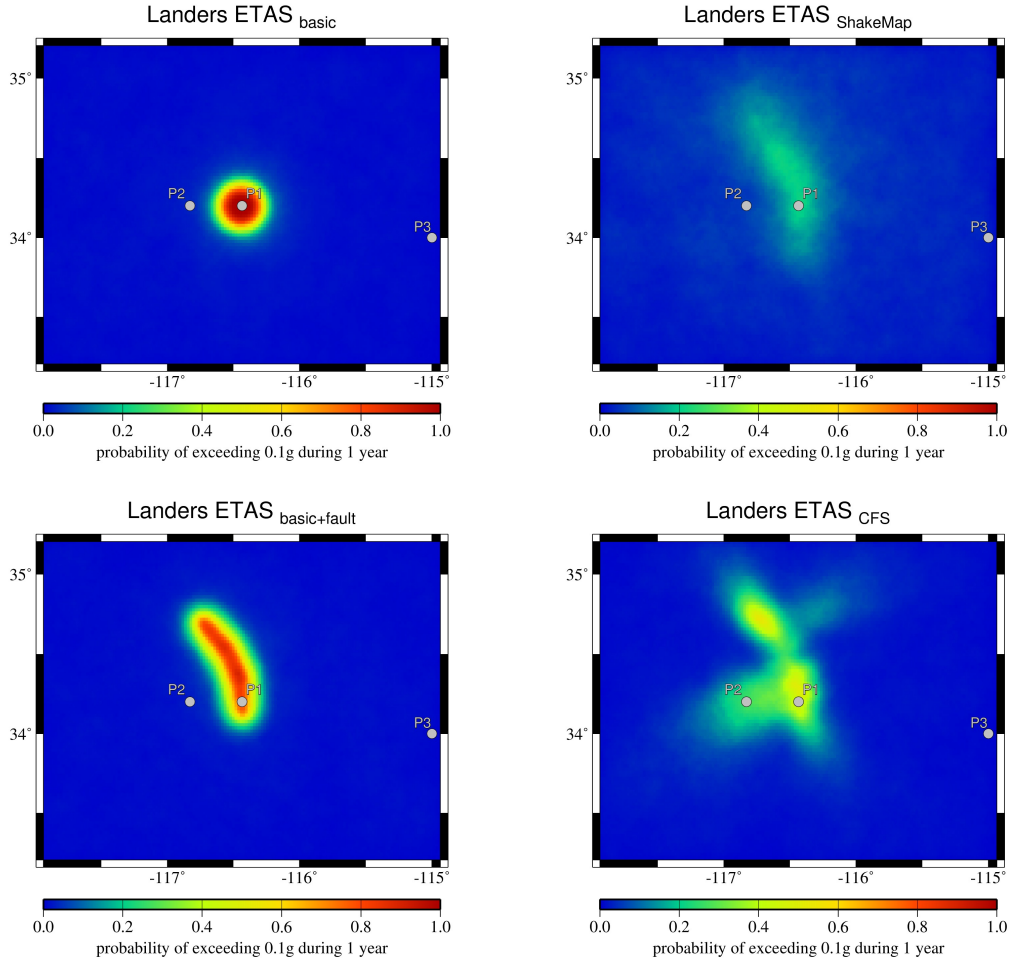 Landers ETAS basic
35°
P2
P1
P3
34°
-117° -116° -115°
0.0 0.2 0.4 0.6 0.8 1.0
probability of exceeding 0.1g during 1 year
Landers ETAS ShakeMap
35°
P2
P1
P3
34°
-117° -116° -115°
0.0 0.2 0.4 0.6 0.8 1.0
probability of exceeding 0.1g during 1 year
Landers ETAS basic+fault
35°
P2
P1
P3
34°
-117° -116° -115°
0.0 0.2 0.4 0.6 0.8 1.0
probability of exceeding 0.1g during 1 year
Landers ETAS CFS
35°
P2
P1
P3
34°
-117° -116° -115°
0.0 0.2 0.4 0.6 0.8 1.0
probability of exceeding 0.1g during 1 year